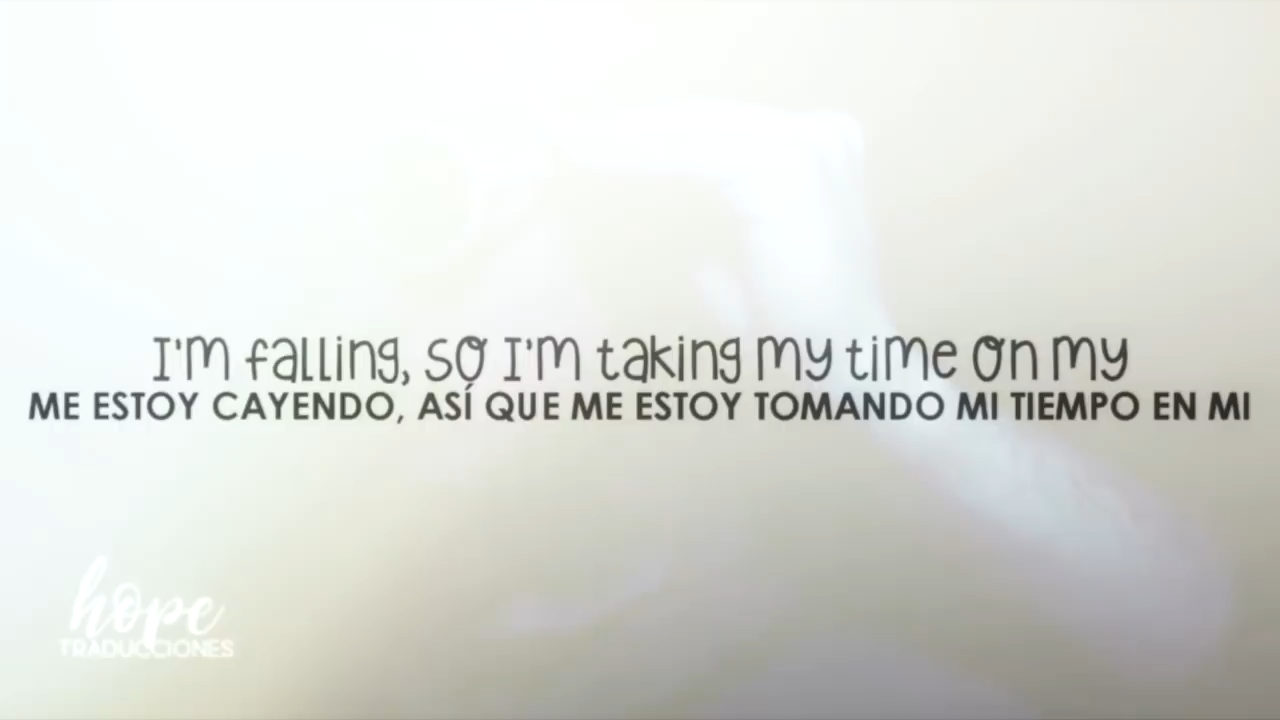 I'm falling, so I'm taking my time on my
ME ESTOY CAYENDO, ASÍ QUE ME ESTOY TOMANDO MI TIEMPO EN MI
hope
TRADUCCIONES